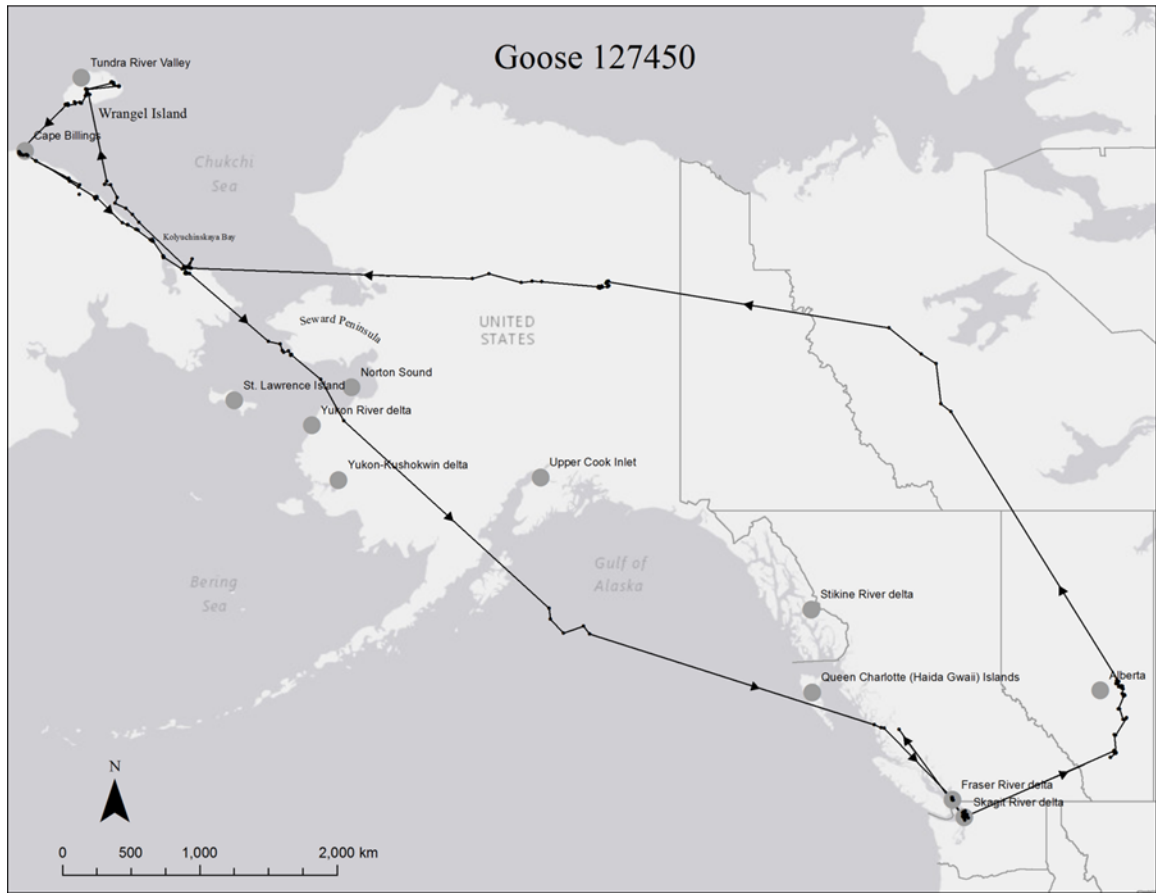 Goose 127450
Tundra River Valley
Wrangel Island
Cape Billings
Chukchi
Sea
Kolyuchinskaya Bay
Seward Peninsula
UNITED
STATES
Norton Sound
St. Lawrence Island
Yukon River delta
Yukon-Kushokwin delta
Upper Cook Inlet
Gulf of
Alaska
Bering
Sea
Stikine River delta
Queen Charlotte (Haida Gwaii) Islands
Alberta
N
Fraser River delta
Skagit River delta
0 500 1,000 2,000 km